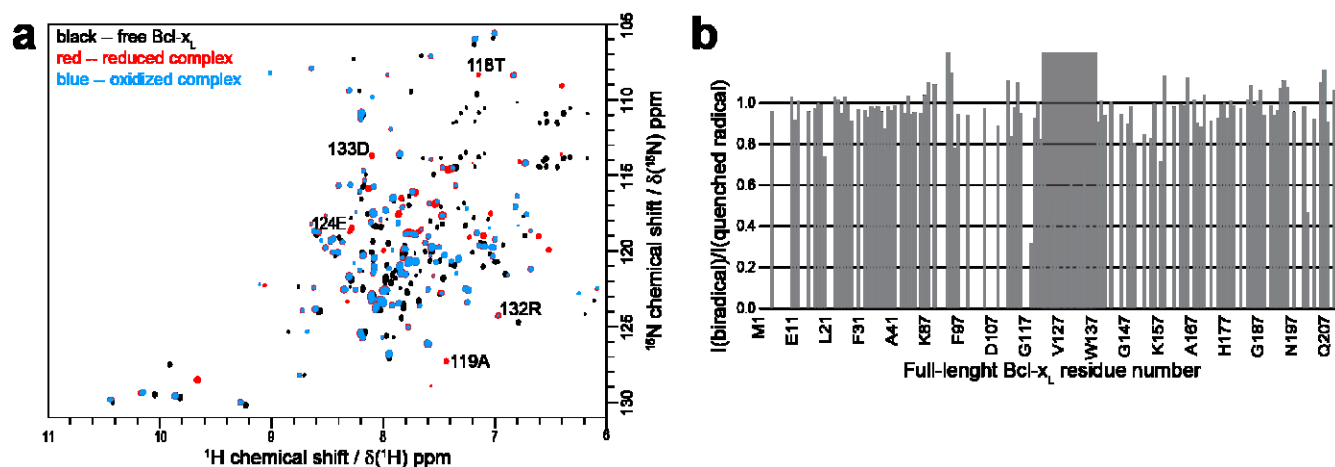 a
black – free Bcl-xL
red – reduced complex
blue – oxidized complex
118T
133D
124E
132R
119A
105
110
115
120
125
130
¹⁵N chemical shift / δ(¹⁵N) ppm
11
10
9
8
7
6
¹H chemical shift / δ(¹H) ppm
b
I(biradical)/I(quenched radical)
1.0
0.8
0.6
0.4
0.2
0.0
M1
E11
L21
F31
A41
K87
F97
D107
G117
V127
W137
G147
K157
A167
H177
G187
N197
Q207
Full-lenght Bcl-xL residue number